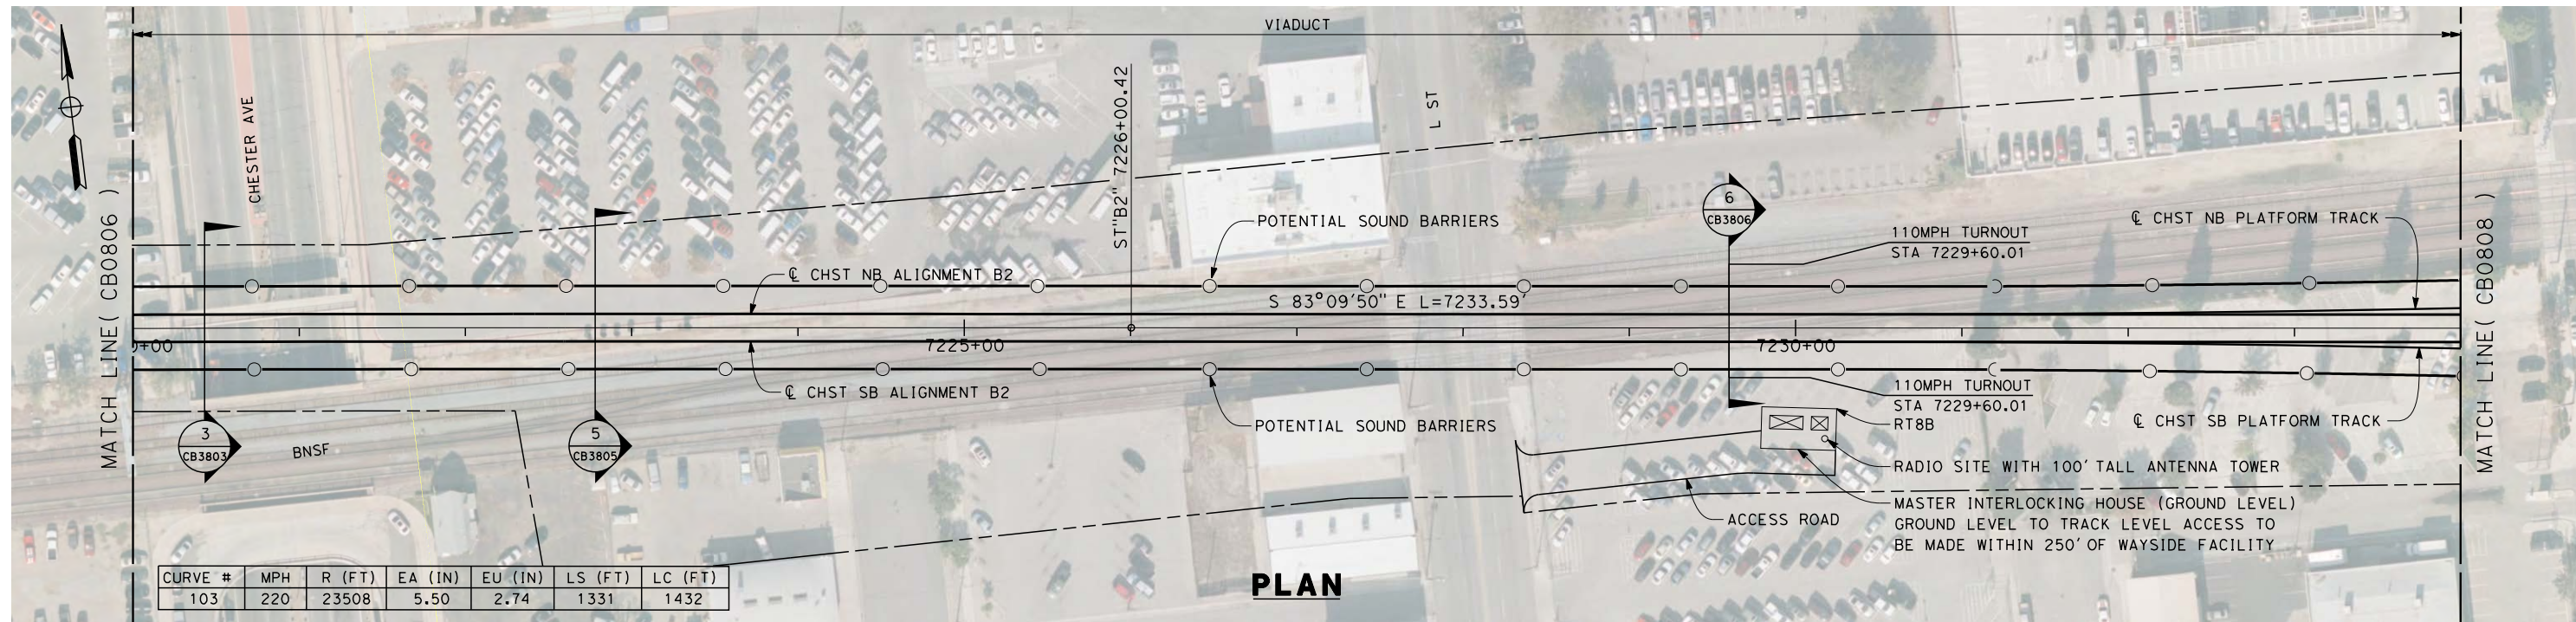 VIADUCT
CHESTER AVE
ST"B2" 7226+00.42
L ST
MATCH LINE( CB0806 )
MATCH LINE( CB0808 )
3
CB3803
5
CB3805
6
CB3806
POTENTIAL SOUND BARRIERS
110MPH TURNOUT
STA 7229+60.01
℄ CHST NB PLATFORM TRACK
℄ CHST NB ALIGNMENT B2
S 83°09'50" E L=7233.59'
+00
7225+00
7230+00
℄ CHST SB ALIGNMENT B2
110MPH TURNOUT
STA 7229+60.01
℄ CHST SB PLATFORM TRACK
POTENTIAL SOUND BARRIERS
RT8B
BNSF
RADIO SITE WITH 100' TALL ANTENNA TOWER
MASTER INTERLOCKING HOUSE (GROUND LEVEL)
GROUND LEVEL TO TRACK LEVEL ACCESS TO
BE MADE WITHIN 250' OF WAYSIDE FACILITY
ACCESS ROAD
CURVE # MPH R (FT) EA (IN) EU (IN) LS (FT) LC (FT)
103 220 23508 5.50 2.74 1331 1432
PLAN